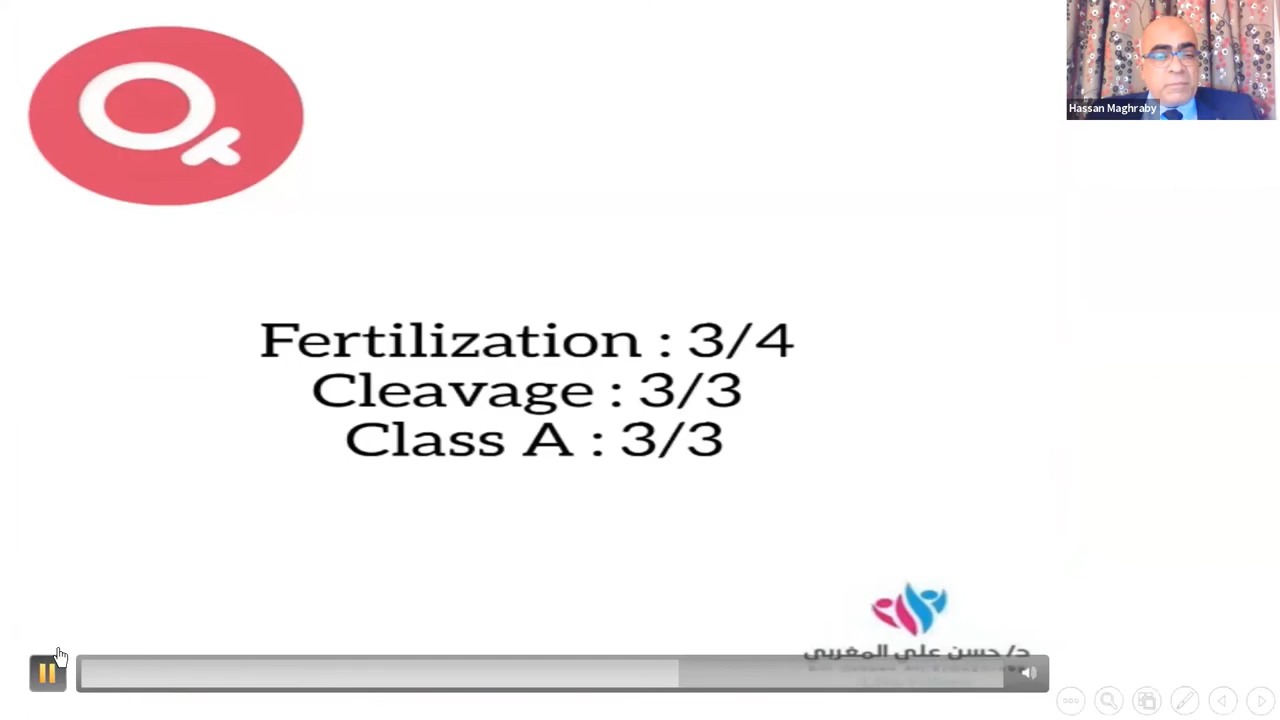 Hassan Maghraby
Fertilization : 3/4
Cleavage : 3/3
Class A : 3/3
د/ حسن علي المغربي